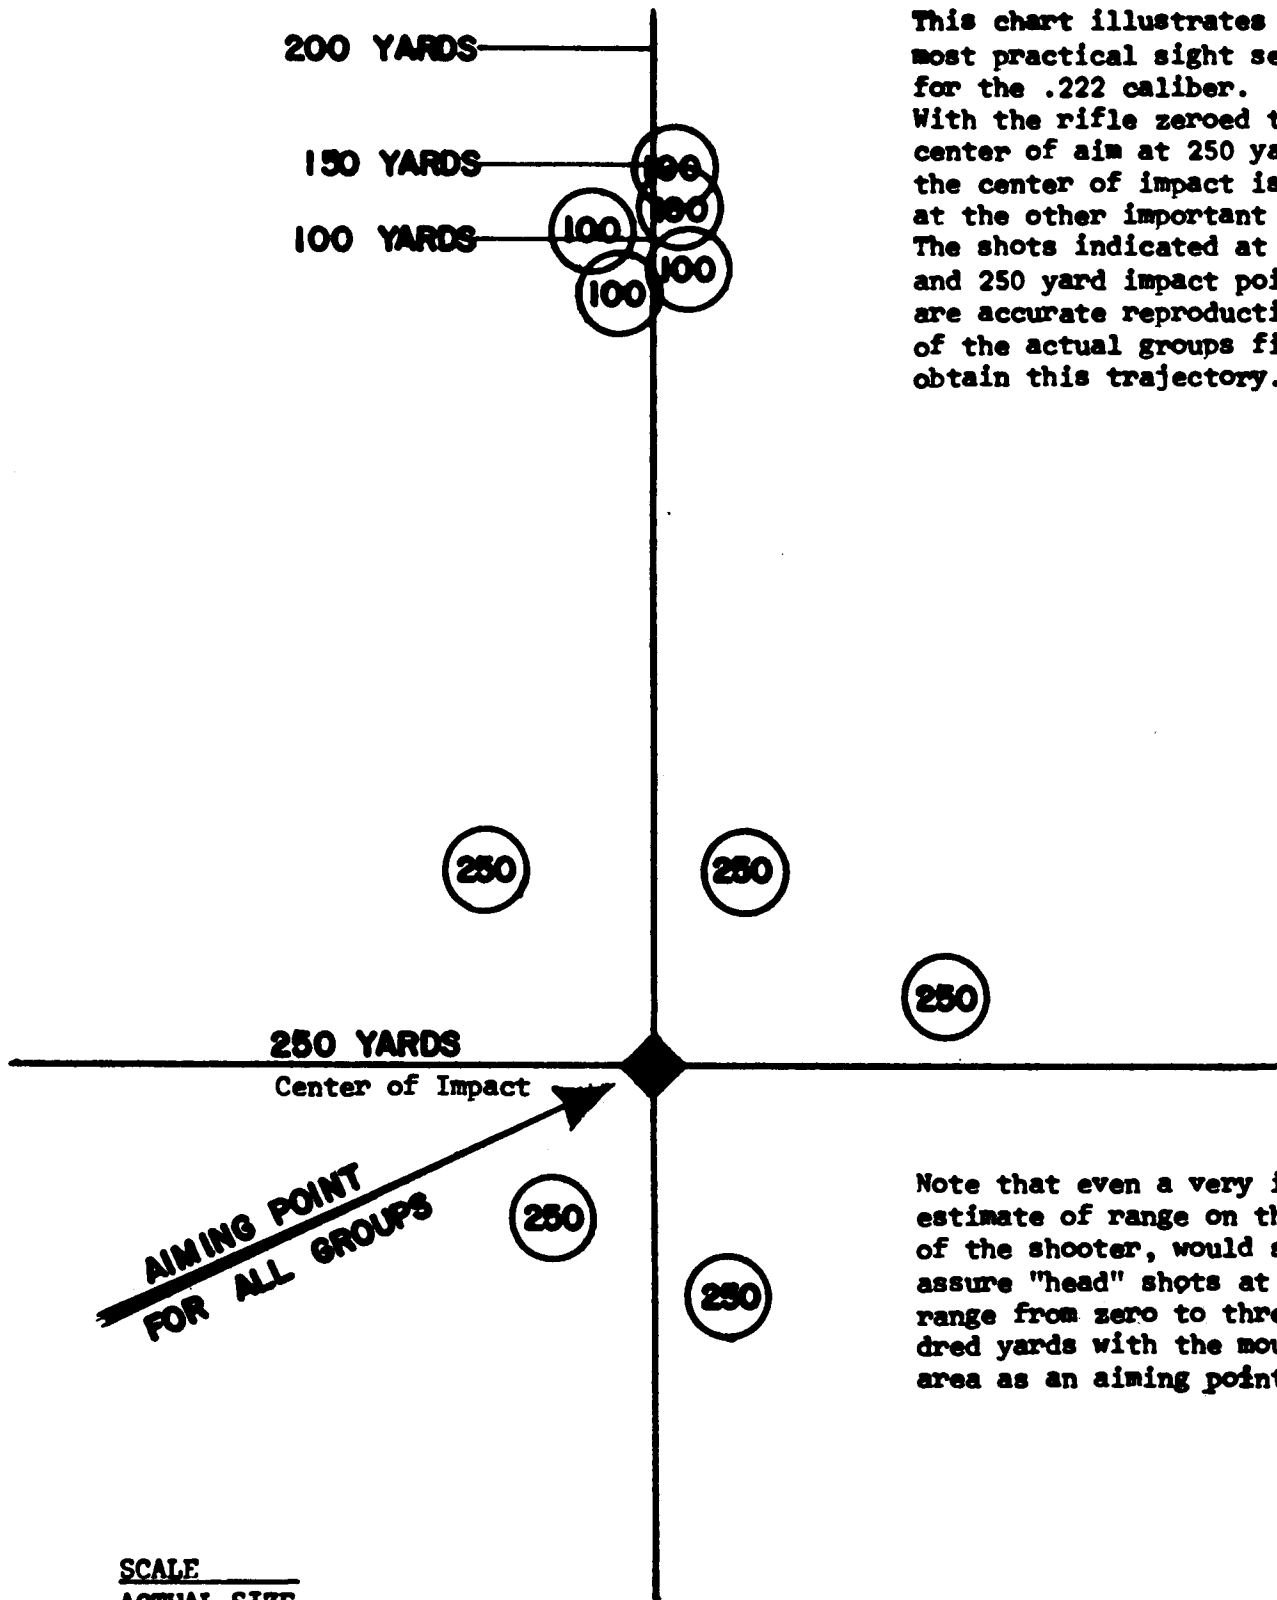 200 YARDS
150 YARDS
100 YARDS
100
100
100
100
100
This chart illustrates
most practical sight se
for the .222 caliber.
With the rifle zeroed t
center of aim at 250 ya
the center of impact is
at the other important
The shots indicated at
and 250 yard impact poi
are accurate reproducti
of the actual groups fi
obtain this trajectory.
250
250
250
250 YARDS
Center of Impact
AIMING POINT
FOR ALL GROUPS
250
250
Note that even a very i
estimate of range on th
of the shooter, would s
assure "head" shots at
range from zero to thre
dred yards with the mou
area as an aiming point
SCALE
ACTUAL SIZE